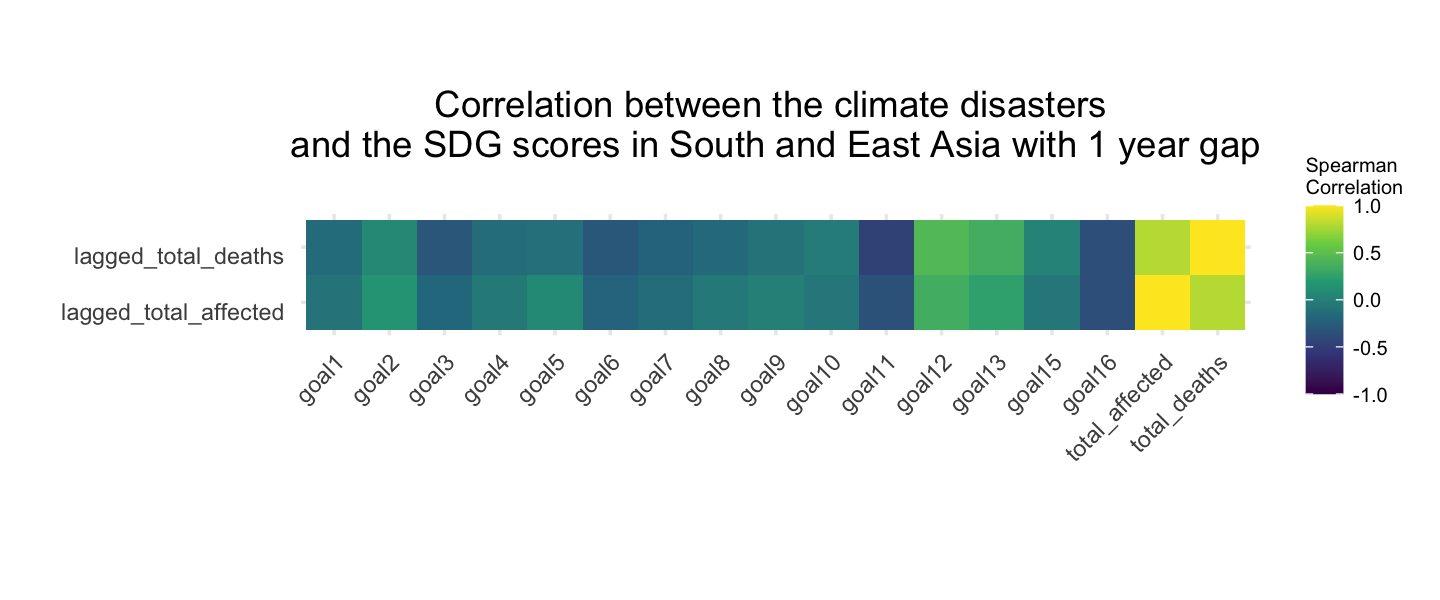 Correlation between the climate disasters
and the SDG scores in South and East Asia with 1 year gap
Spearman
Correlation
1.0
0.5
0.0
-0.5
-1.0
lagged_total_deaths
lagged_total_affected
goal1
goal2
goal3
goal4
goal5
goal6
goal7
goal8
goal9
goal10
goal11
goal12
goal13
goal15
goal16
total_affected
total_deaths